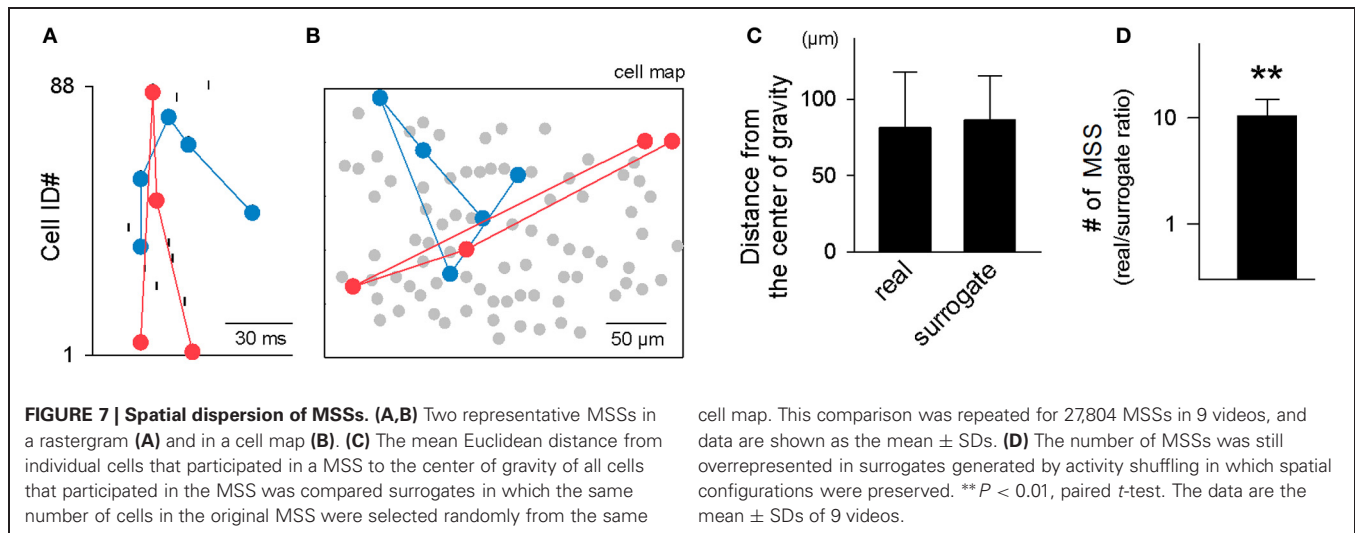 A
B
C
D
88
Cell ID#
1
30 ms
cell map
50 µm
(µm)
100
50
0
Distance from
the center of gravity
real
surrogate
**
10
1
# of MSS
(real/surrogate ratio)
FIGURE 7 | Spatial dispersion of MSSs. (A,B) Two representative MSSs in
a rastergram (A) and in a cell map (B). (C) The mean Euclidean distance from
individual cells that participated in a MSS to the center of gravity of all cells
that participated in the MSS was compared surrogates in which the same
number of cells in the original MSS were selected randomly from the same
cell map. This comparison was repeated for 27,804 MSSs in 9 videos, and
data are shown as the mean ± SDs. (D) The number of MSSs was still
overrepresented in surrogates generated by activity shuffling in which spatial
configurations were preserved. **P < 0.01, paired t-test. The data are the
mean ± SDs of 9 videos.